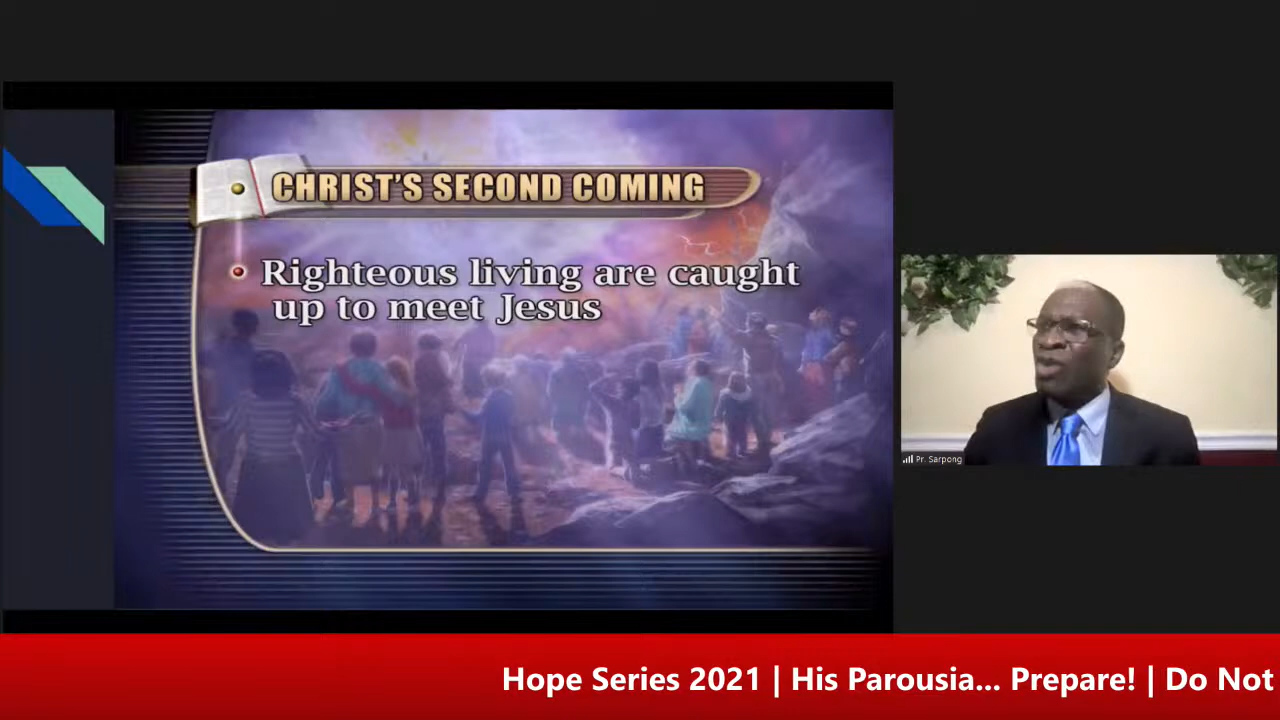 CHRIST'S SECOND COMING
Righteous living are caught
up to meet Jesus
Pr. Sarpong
Hope Series 2021 | His Parousia... Prepare! | Do Not